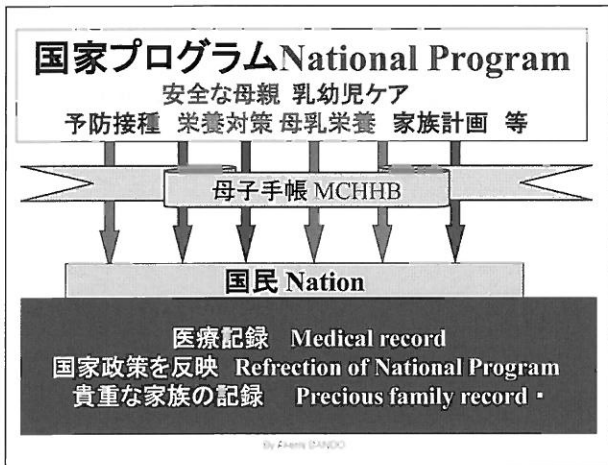 国家プログラムNational Program
安全な母親 乳幼児ケア
予防接種 栄養対策 母乳栄養 家族計画 等
母子手帳 MCHHB
国民 Nation
医療記録 Medical record
国家政策を反映 Refrection of National Program
貴重な家族の記録 Precious family record
By